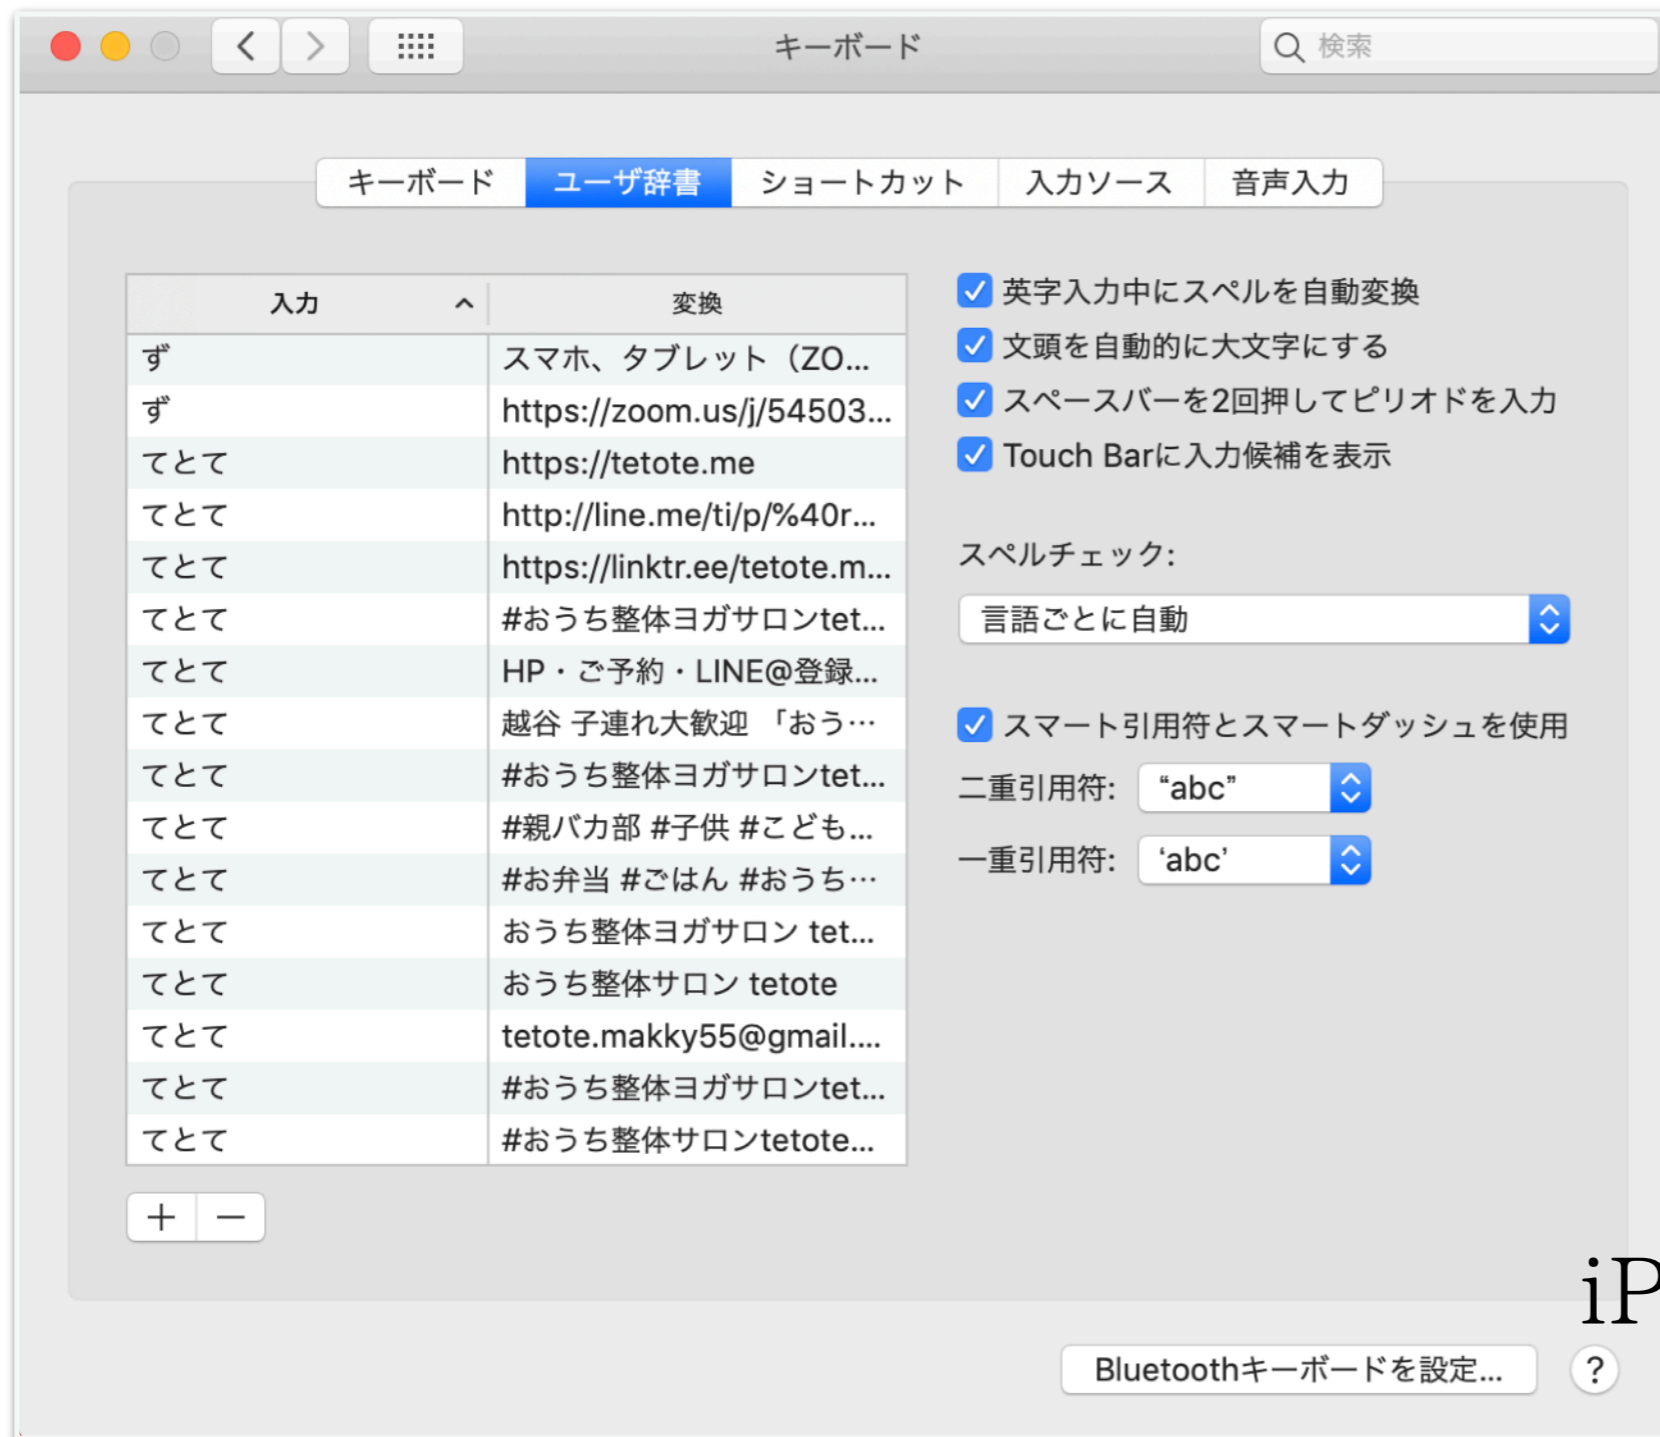 キーボード
検索
キーボード ユーザ辞書 ショートカット 入力ソース 音声入力
入力 変換
ず スマホ、タブレット（ZO...
ず https://zoom.us/j/54503...
てとて https://tetote.me
てとて http://line.me/ti/p/%40r...
てとて https://linktr.ee/tetote.m...
てとて #おうち整体ヨガサロンtet...
てとて HP・ご予約・LINE@登録...
てとて 越谷 子連れ大歓迎 「おう…
てとて #おうち整体ヨガサロンtet...
てとて #親バカ部 #子供 #こども...
てとて #お弁当 #ごはん #おうち…
てとて おうち整体ヨガサロン tet...
てとて おうち整体サロン tetote
てとて tetote.makky55@gmail....
てとて #おうち整体ヨガサロンtet...
てとて #おうち整体サロンtetote...
英字入力中にスペルを自動変換
文頭を自動的に大文字にする
スペースバーを2回押してピリオドを入力
Touch Barに入力候補を表示
スペルチェック:
言語ごとに自動
スマート引用符とスマートダッシュを使用
二重引用符: “abc”
一重引用符: ‘abc’
iP
Bluetoothキーボードを設定... ?